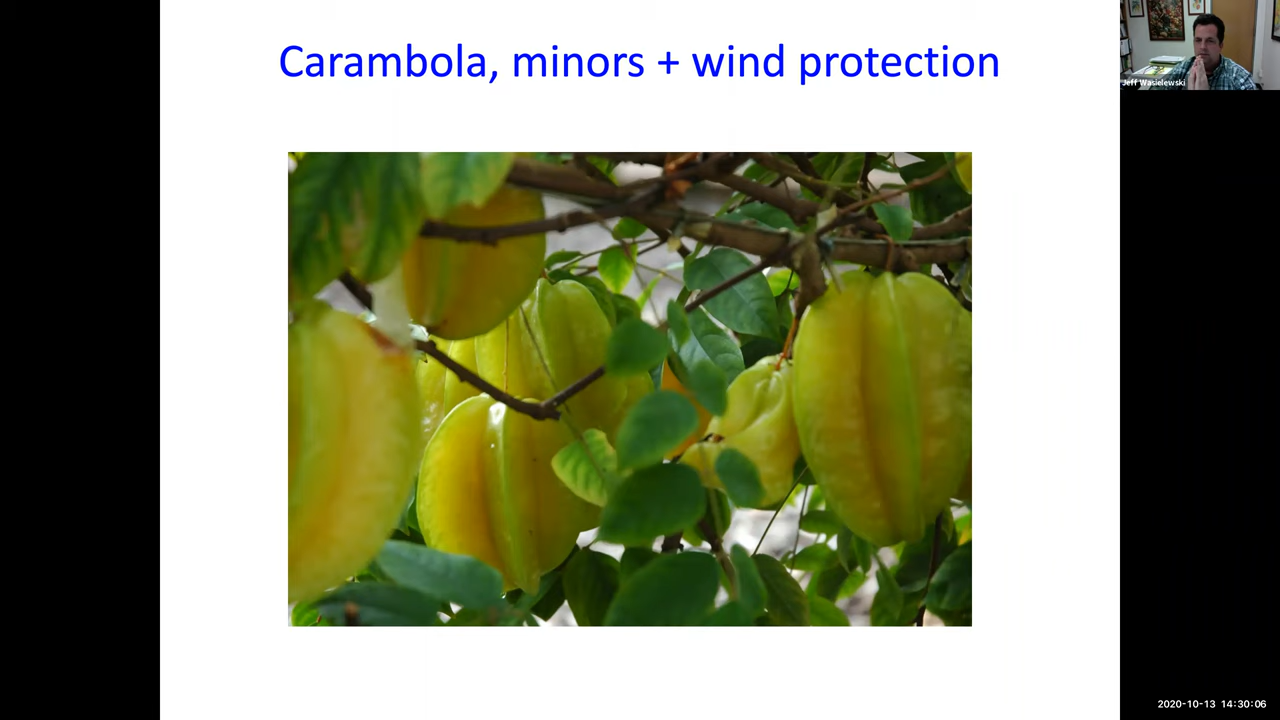 Carambola, minors + wind protection
Jeff Wasielewski
2020-10-13 14:30:06